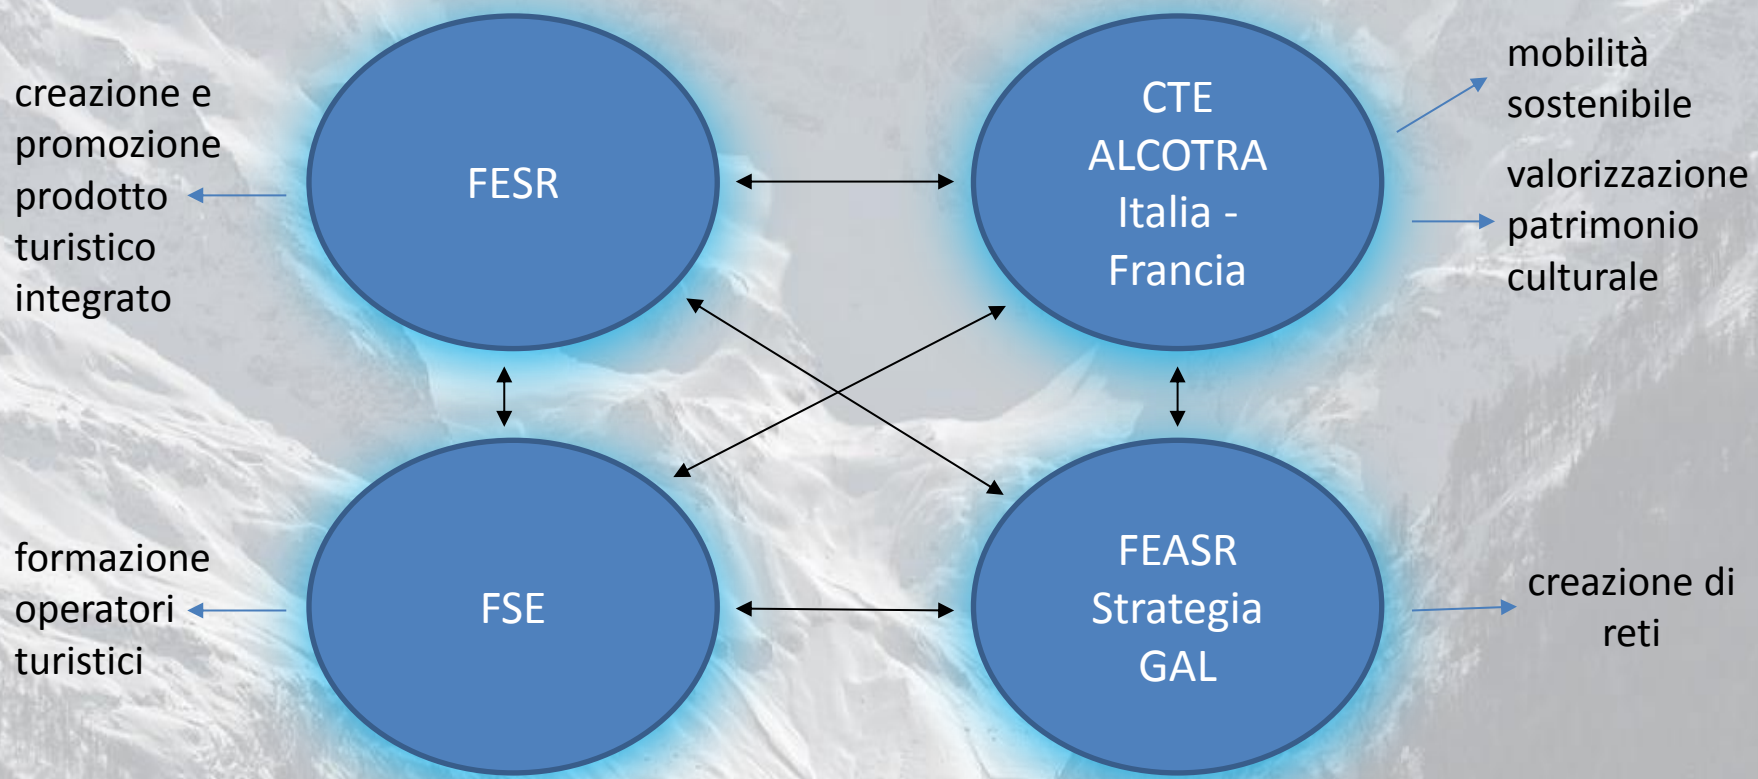 creazione e
promozione
prodotto
turistico
integrato
FESR
CTE
ALCOTRA
Italia -
Francia
mobilità
sostenibile
valorizzazione
patrimonio
culturale
formazione
operatori
turistici
FSE
FEASR
Strategia
GAL
creazione di
reti